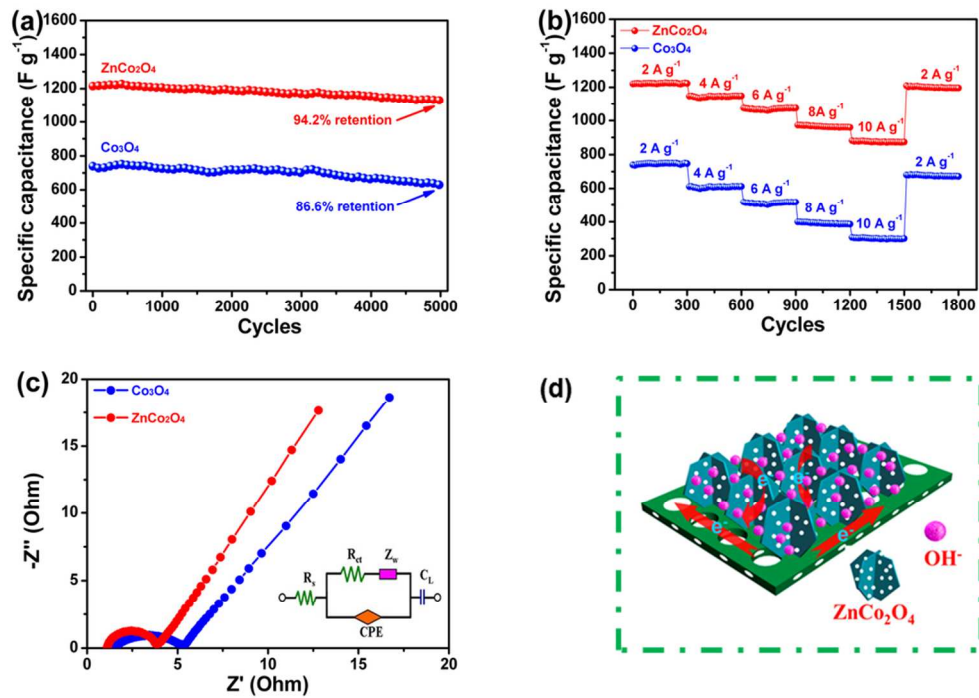 (a)
Specific capacitance (F g⁻¹)
1600
1400
1200
1000
800
600
400
200
0
ZnCo₂O₄
94.2% retention
Co₃O₄
86.6% retention
0 1000 2000 3000 4000 5000
Cycles
(b)
Specific capacitance (F g⁻¹)
1600
1400
1200
1000
800
600
400
200
0
ZnCo₂O₄
Co₃O₄
2 A g⁻¹
4 A g⁻¹
6 A g⁻¹
8A g⁻¹
10 A g⁻¹
2 A g⁻¹
2 A g⁻¹
4 A g⁻¹
6 A g⁻¹
8 A g⁻¹
10 A g⁻¹
2 A g⁻¹
0 300 600 900 1200 1500 1800
Cycles
(c)
-Z'' (Ohm)
20
15
10
5
0
Co₃O₄
ZnCo₂O₄
Rs
Rct
Zw
CL
CPE
0 5 10 15 20
Z' (Ohm)
(d)
e⁻
e⁻
e⁻
e⁻
OH⁻
ZnCo₂O₄